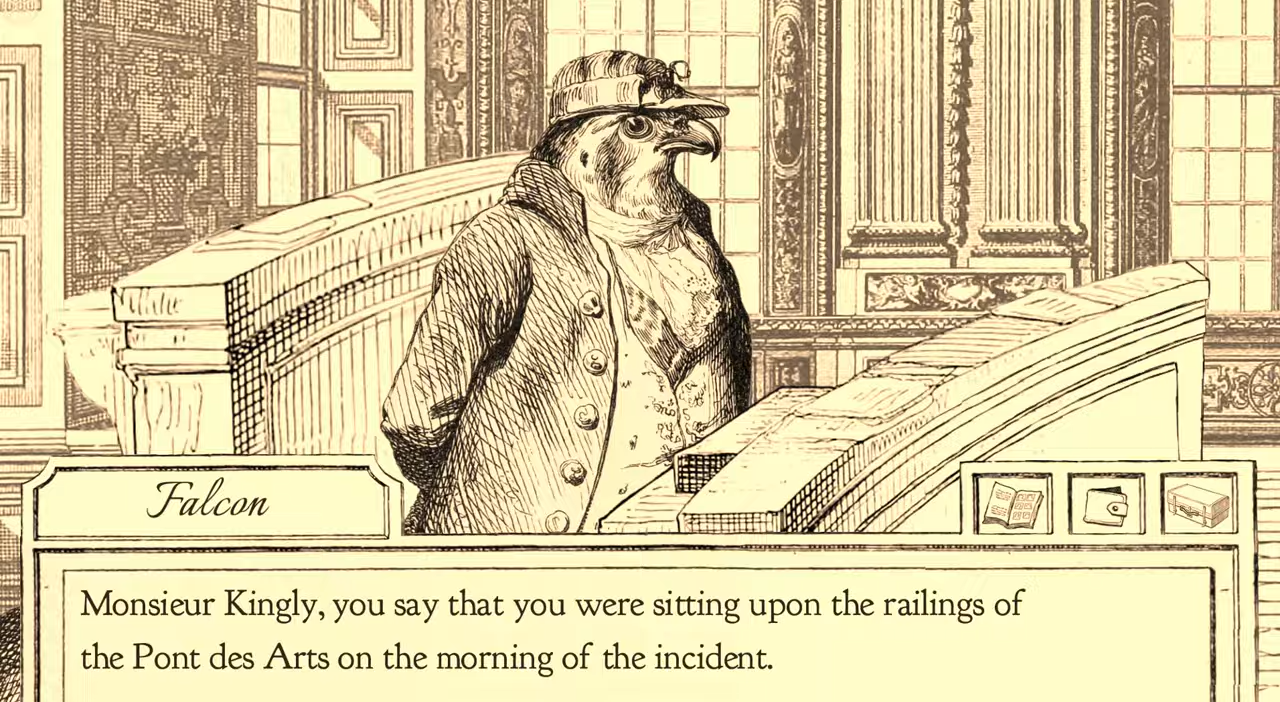 Falcon
Monsieur Kingly, you say that you were sitting upon the railings of
the Pont des Arts on the morning of the incident.